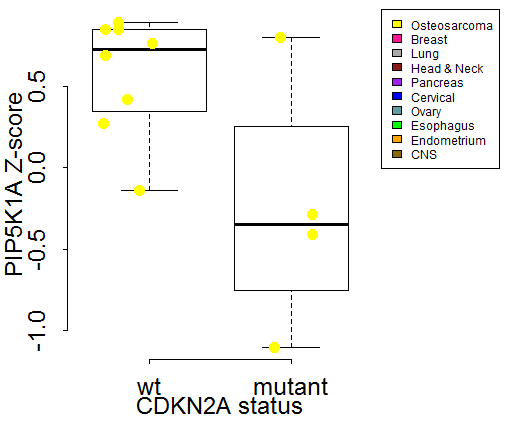 PIP5K1A Z-score
0.5
0.0
-0.5
-1.0
wt mutant
CDKN2A status
Osteosarcoma
Breast
Lung
Head & Neck
Pancreas
Cervical
Ovary
Esophagus
Endometrium
CNS